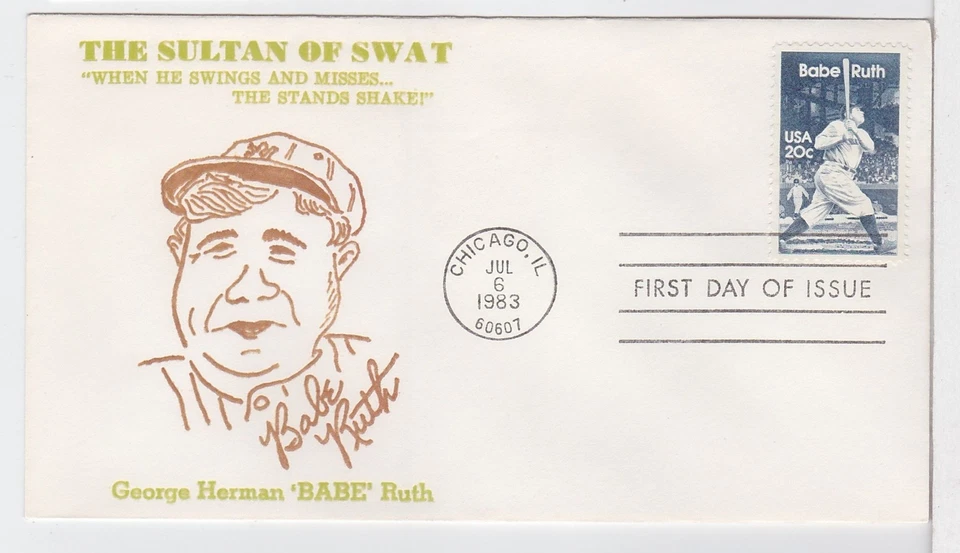 THE SULTAN OF SWAT
"WHEN HE SWINGS AND MISSES...
THE STANDS SHAKE!"
Babe Ruth
USA
20c
CHICAGO, IL
JUL
6
1983
60607
FIRST DAY OF ISSUE
Babe
Ruth
George Herman 'BABE' Ruth